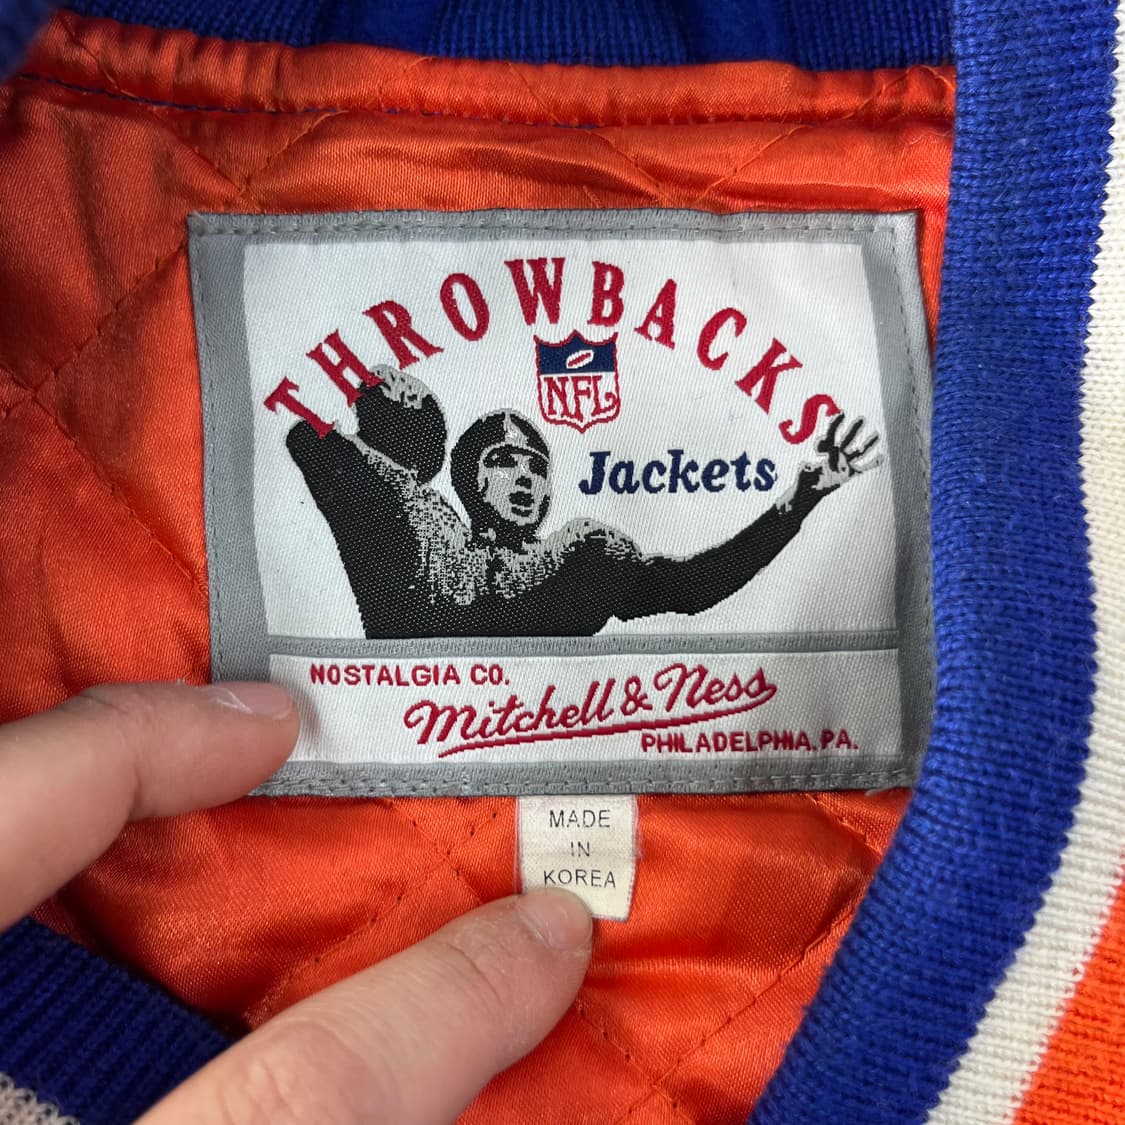 THROWBACKS
NFL
Jackets
NOSTALGIA CO.
Mitchell & Ness
PHILADELPHIA, PA.
MADE
IN
KOREA